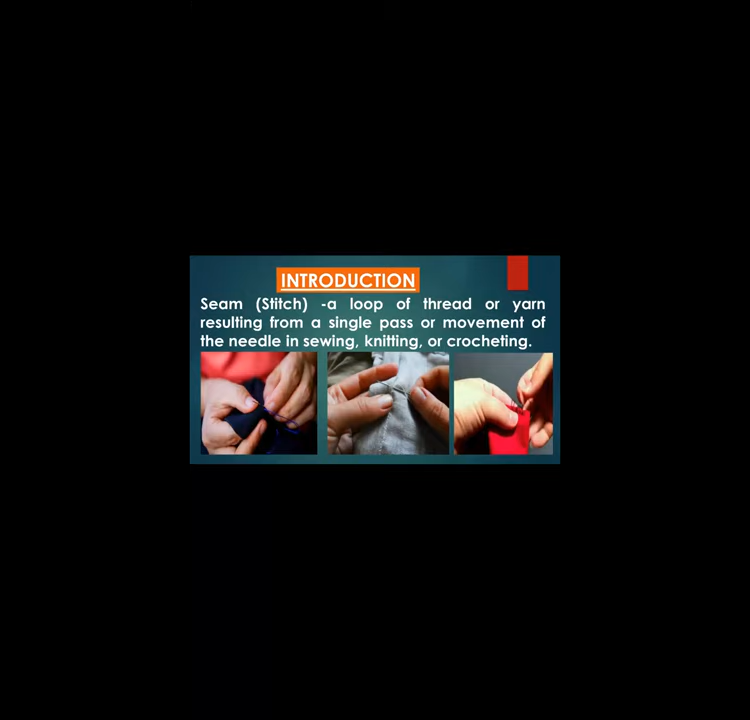 INTRODUCTION
Seam (Stitch) -a loop of thread or yarn
resulting from a single pass or movement of
the needle in sewing, knitting, or crocheting.